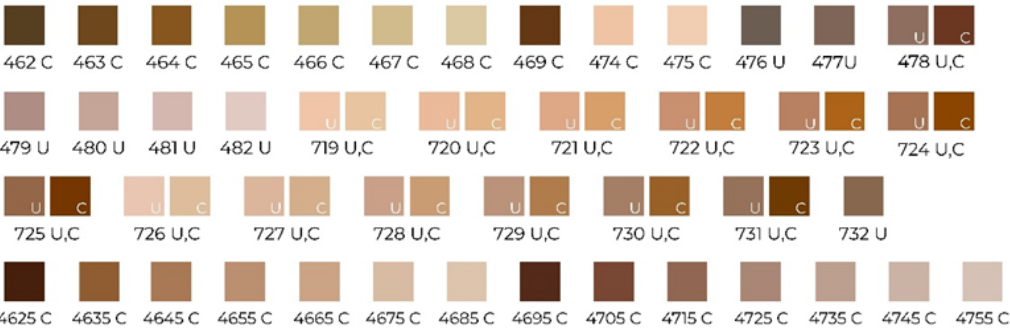 U C
462 C 463 C 464 C 465 C 466 C 467 C 468 C 469 C 474 C 475 C 476 U 477U 478 U,C
U C U C U C U C U C U C
479 U 480 U 481 U 482 U 719 U,C 720 U,C 721 U,C 722 U,C 723 U,C 724 U,C
U C U C U C U C U C U C U C
725 U,C 726 U,C 727 U,C 728 U,C 729 U,C 730 U,C 731 U,C 732 U
4625 C 4635 C 4645 C 4655 C 4665 C 4675 C 4685 C 4695 C 4705 C 4715 C 4725 C 4735 C 4745 C 4755 C